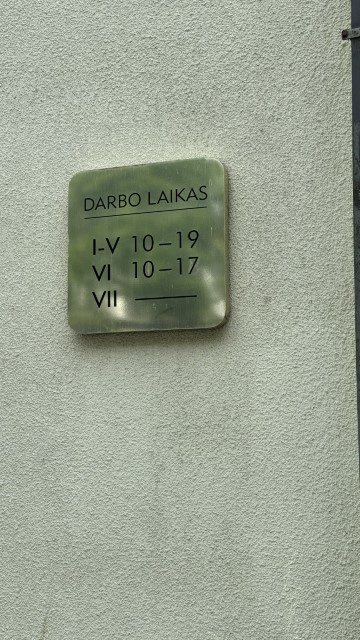 DARBO LAIKAS
I-V 10–19
VI 10–17
VII —